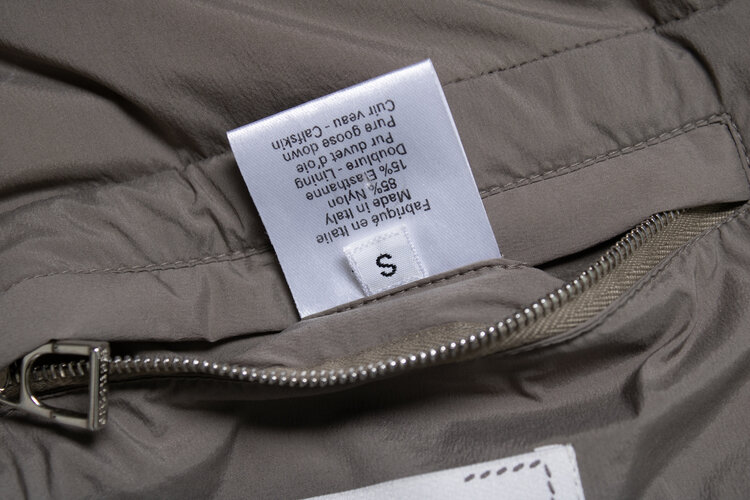 S
Fabriqué en Italie
Made in Italy
85% Nylon
15% Elasthanne
Doublure - Lining
Pur duvet d'oie
Pure goose down
Cuir veau - Calfskin